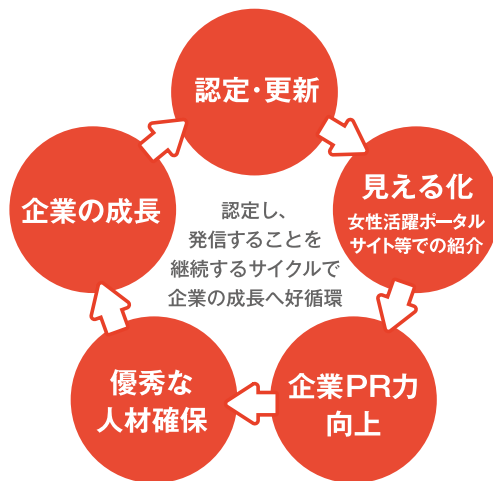 認定・更新
見える化
女性活躍ポータル
サイト等での紹介
企業PR力
向上
優秀な
人材確保
企業の成長
認定し、
発信することを
継続するサイクルで
企業の成長へ好循環